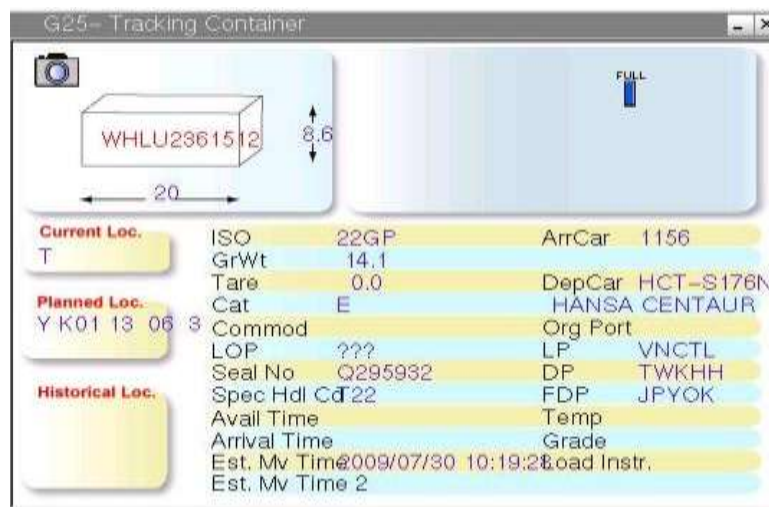 G25- Tracking Container
FULL
WHLU2361512
8.6
20
Current Loc.
T
Planned Loc.
Y K01 13 06 3
Historical Loc.
ISO 22GP ArrCar 1156
GrWt 14.1
Tare 0.0 DepCar HCT-S176N
Cat E HANSA CENTAUR
Commod Org Port
LOP ??? LP VNCTL
Seal No Q295932 DP TWKHH
Spec Hdl Cd T22 FDP JPYOK
Avail Time Temp
Arrival Time Grade
Est. Mv Time 2009/07/30 10:19:28 Load Instr.
Est. Mv Time 2